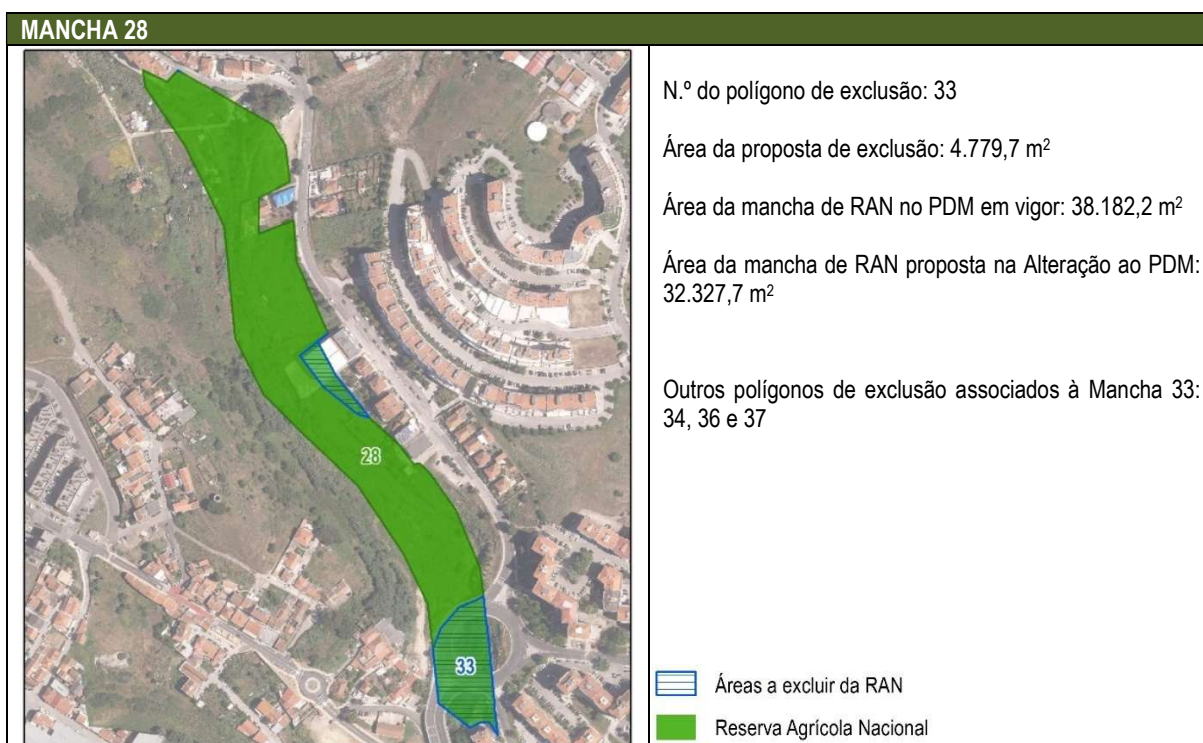 MANCHA 28
28
33
N.º do polígono de exclusão: 33
Área da proposta de exclusão: 4.779,7 m²
Área da mancha de RAN no PDM em vigor: 38.182,2 m²
Área da mancha de RAN proposta na Alteração ao PDM:
32.327,7 m²
Outros polígonos de exclusão associados à Mancha 33:
34, 36 e 37
Áreas a excluir da RAN
Reserva Agrícola Nacional